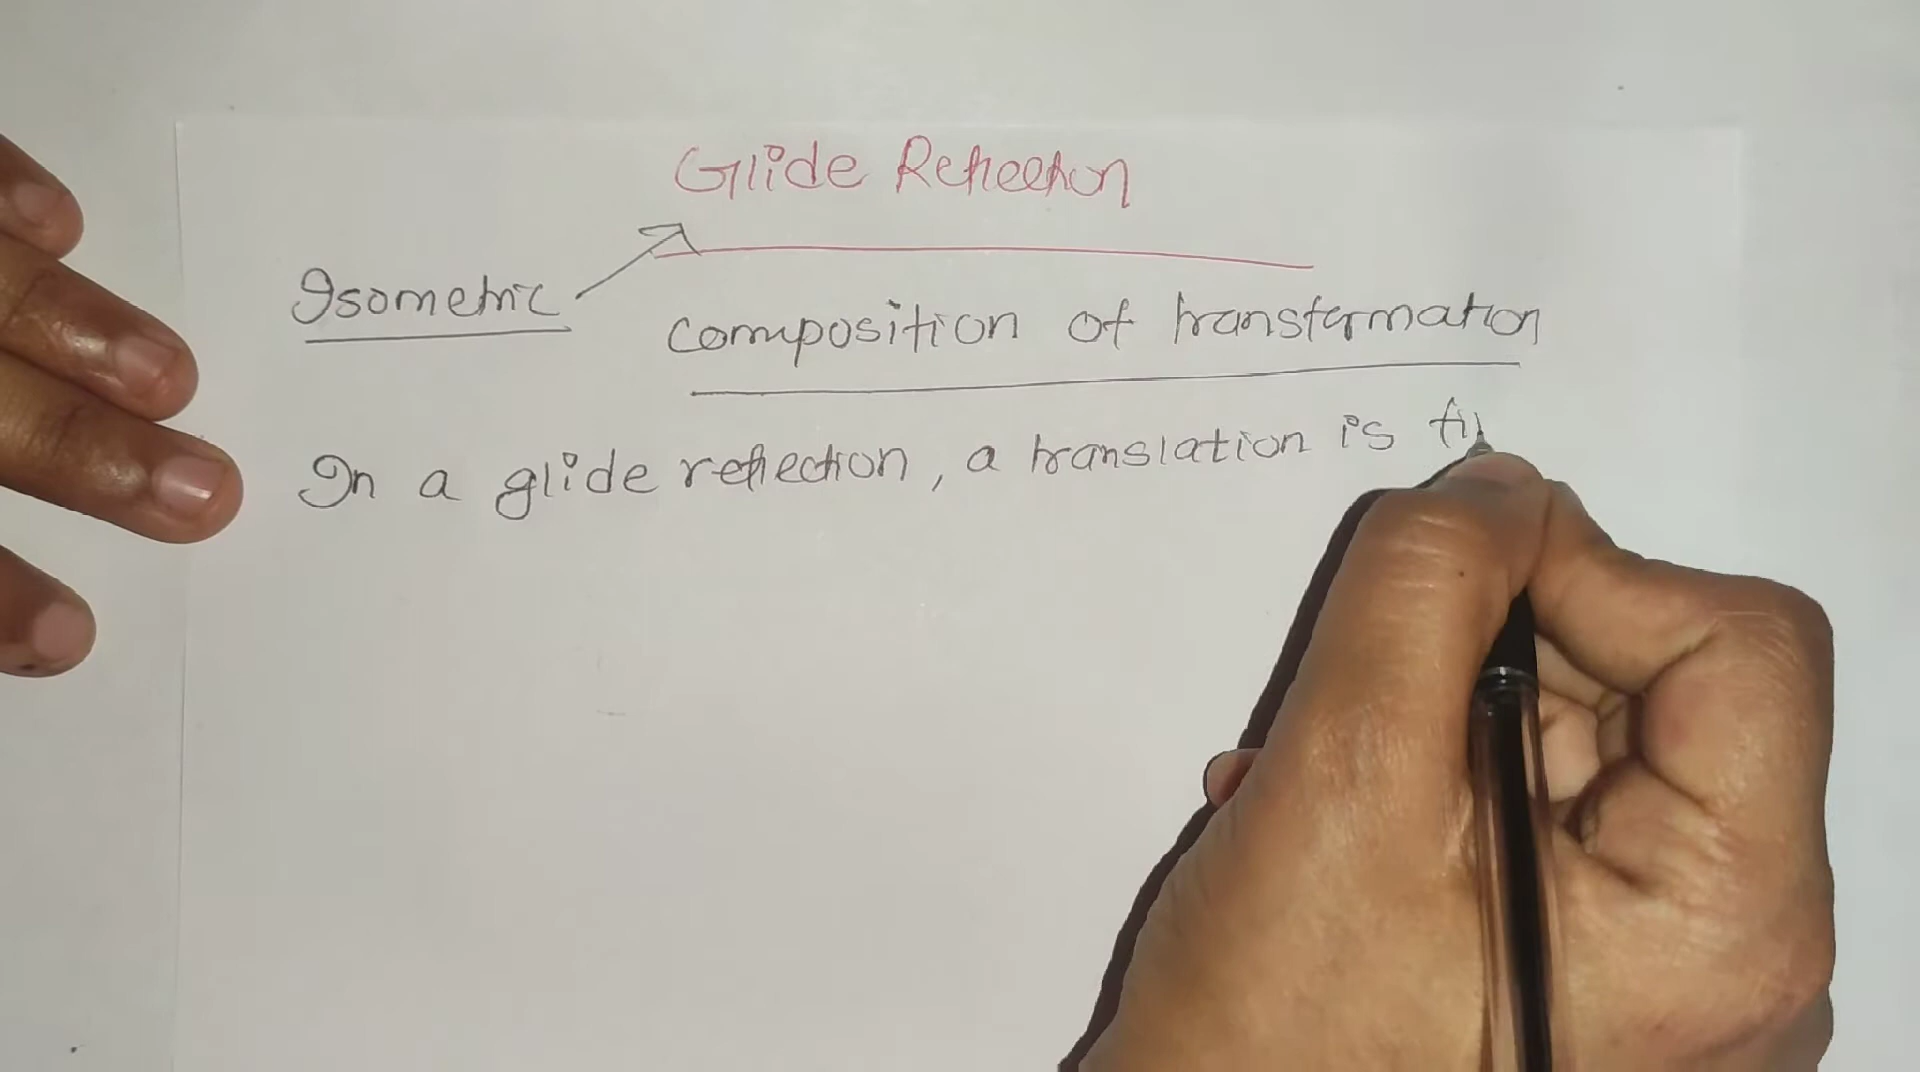 Glide Reflection
Isometric
composition of transformation
In a glide reflection, a translation is